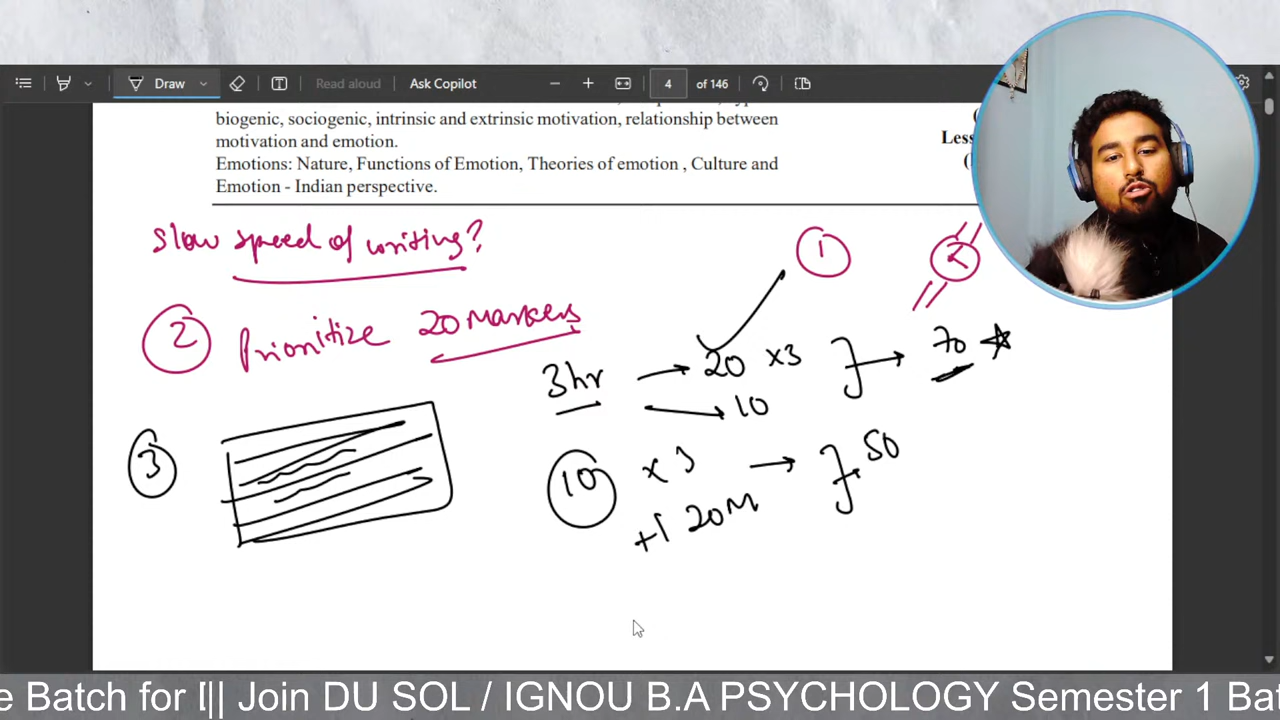 Draw
Read aloud
Ask Copilot
4
of 146
biogenic, sociogenic, intrinsic and extrinsic motivation, relationship between
motivation and emotion.
Les
Emotions: Nature, Functions of Emotion, Theories of emotion , Culture and
Emotion - Indian perspective.
Slow speed of writing?
1
2
2 Prioritize 20 Markers
3hr → 20 x3 } → 70
→ 10
3
10 x 3 → } 50
+1 20M
e Batch for [|| Join DU SOL / IGNOU B.A PSYCHOLOGY Semester 1 Bat